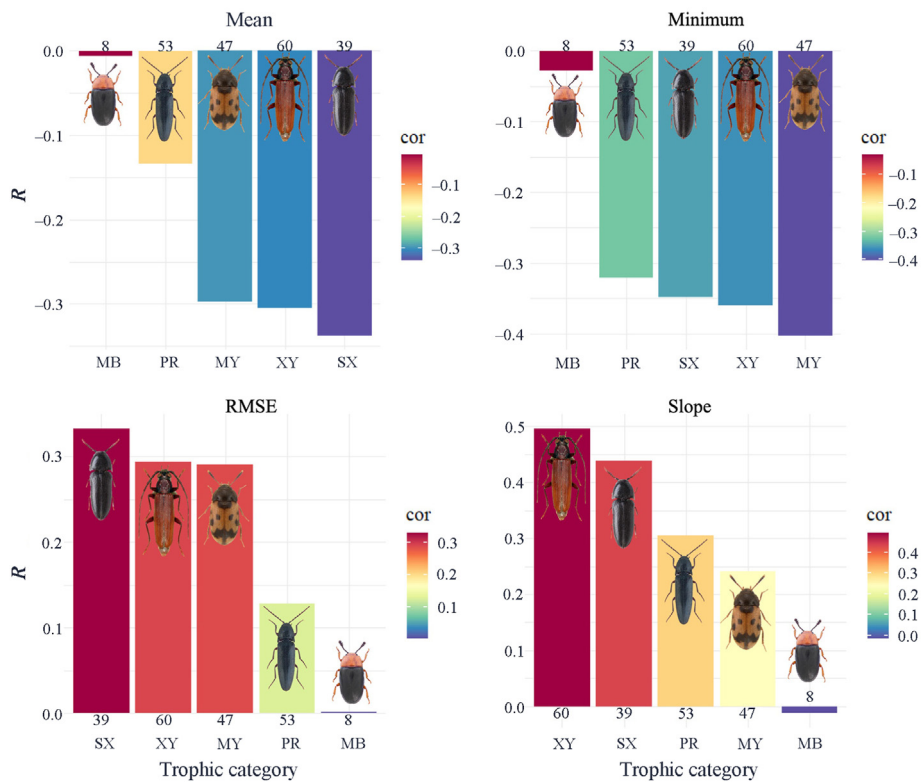 Mean
8 53 47 60 39
0.0
–0.1
–0.2
–0.3
R
MB PR MY XY SX
cor
–0.1
–0.2
–0.3
Minimum
8 53 39 60 47
0.0
–0.1
–0.2
–0.3
–0.4
MB PR SX XY MY
cor
–0.1
–0.2
–0.3
–0.4
RMSE
0.3
0.2
0.1
0.0
R
39 60 47 53 8
SX XY MY PR MB
Trophic category
cor
0.3
0.2
0.1
Slope
0.5
0.4
0.3
0.2
0.1
0.0
8
60 39 53 47
XY SX PR MY MB
Trophic category
cor
0.4
0.3
0.2
0.1
0.0